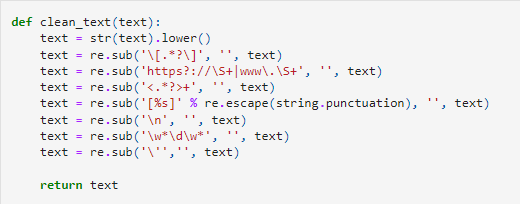 def clean_text(text):
    text = str(text).lower()
    text = re.sub('\[.*?\]', '', text)
    text = re.sub('https?://\S+|www\.\S+', '', text)
    text = re.sub('<.*?>+', '', text)
    text = re.sub('[%s]' % re.escape(string.punctuation), '', text)
    text = re.sub('\n', '', text)
    text = re.sub('\w*\d\w*', '', text)
    text = re.sub('\'','', text)
    return text